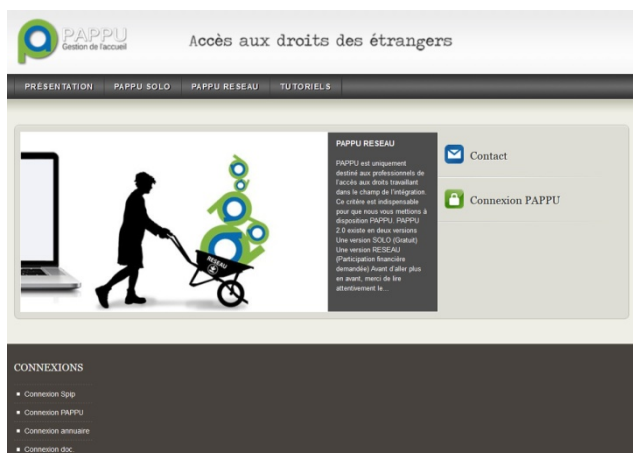 PAPPU
Gestion de l'accueil
Accès aux droits des étrangers
PRÉSENTATION
PAPPU SOLO
PAPPU RESEAU
TUTORIELS
PAPPU RESEAU
PAPPU est uniquement
destiné aux professionnels de
l'accès aux droits travaillant
dans le champ de l'intégration.
Ce critère est indispensable
pour que nous vous mettions à
disposition PAPPU. PAPPU
2.0 existe en deux versions
Une version SOLO (Gratuit)
Une version RESEAU
(Participation financière
demandée) Avant d'aller plus
en avant, merci de lire
attentivement le...
RESEAU
Contact
Connexion PAPPU
CONNEXIONS
Connexion Spip
Connexion PAPPU
Connexion annuaire
Connexion doc.